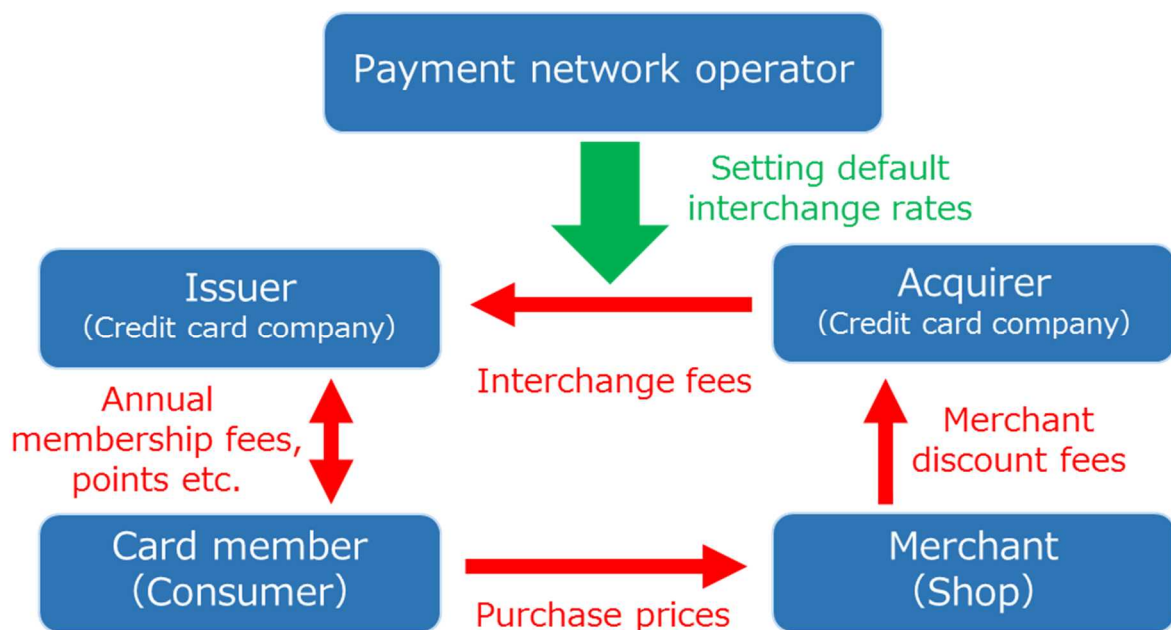 Payment network operator
Setting default
interchange rates
Issuer
（Credit card company）
Acquirer
（Credit card company）
Interchange fees
Annual
membership fees,
points etc.
Merchant
discount fees
Card member
（Consumer）
Purchase prices
Merchant
（Shop）